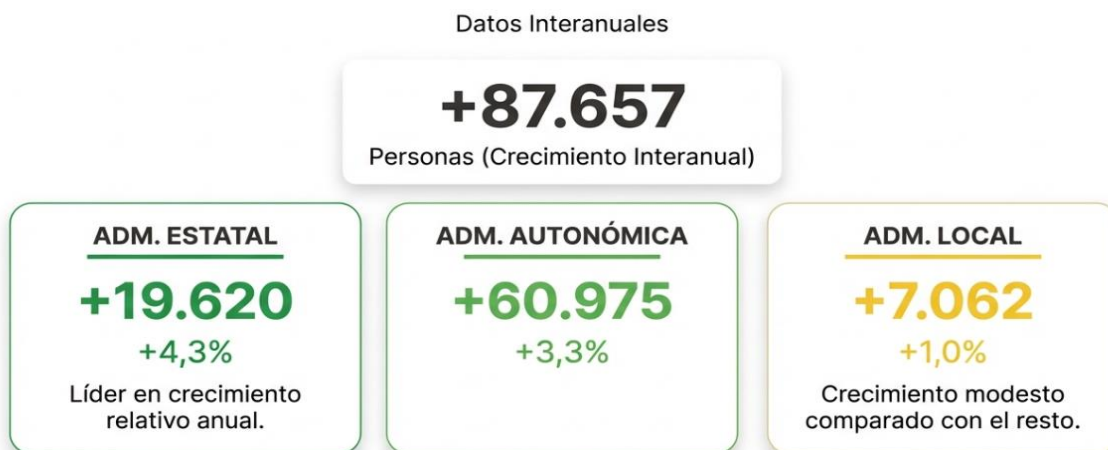 Datos Interanuales
+87.657
Personas (Crecimiento Interanual)
ADM. ESTATAL
+19.620
+4,3%
Líder en crecimiento
relativo anual.
ADM. AUTONÓMICA
+60.975
+3,3%
ADM. LOCAL
+7.062
+1,0%
Crecimiento modesto
comparado con el resto.